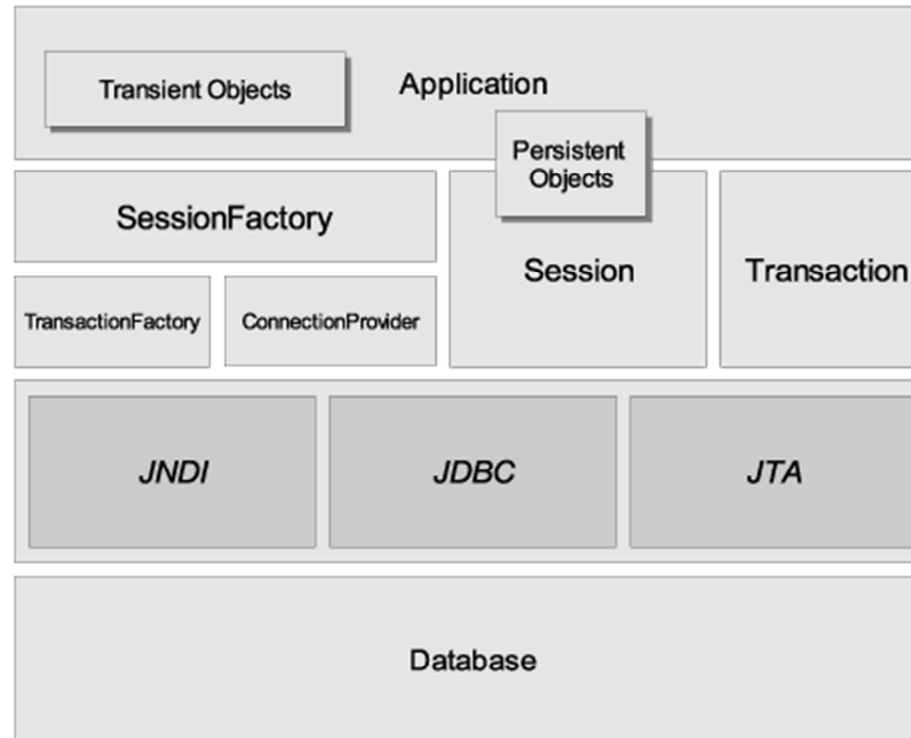 Transient Objects
Application
Persistent
Objects
SessionFactory
Session
Transaction
TransactionFactory
ConnectionProvider
JNDI
JDBC
JTA
Database